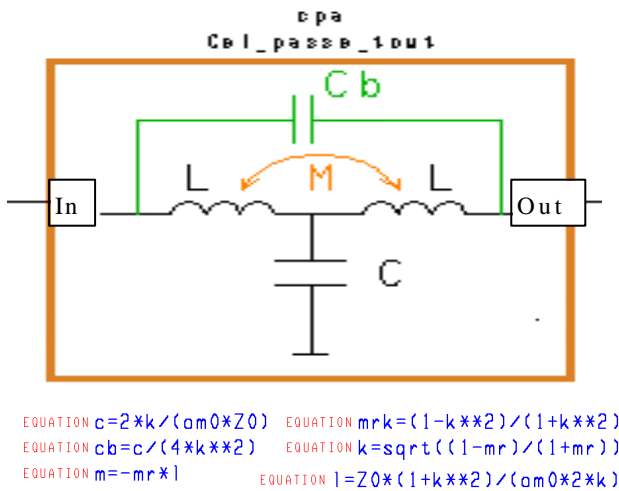 cpa
Cel_passe_tout
Cb
L M L
In Out
C
EQUATION c=2*k/(om0*Z0) EQUATION mrk=(1-k**2)/(1+k**2)
EQUATION cb=c/(4*k**2) EQUATION k=sqrt((1-mr)/(1+mr))
EQUATION m=-mr*l EQUATION l=Z0*(1+k**2)/(om0*2*k)